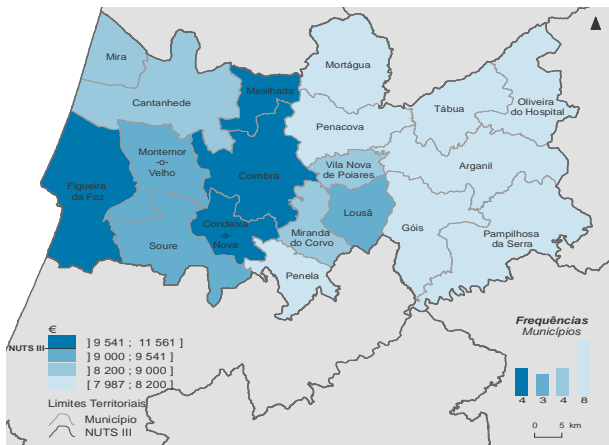 Mira
Cantanhede
Mealhada
Mortágua
Tábua
Oliveira
do Hospital
Penacova
Montemor
-o-
Velho
Coimbra
Vila Nova
de Poiares
Arganil
Figueira
da Foz
Condeixa
-a-
Nova
Lousã
Soure
Miranda
do Corvo
Góis
Pampilhosa
da Serra
Penela
€
NUTS III
] 9 541 ; 11 561 ]
] 9 000 ; 9 541 ]
] 8 200 ; 9 000 ]
[ 7 987 ; 8 200 ]
Limites Territoriais
Município
NUTS III
Frequências
Municípios
4 3 4 8
0 5 km